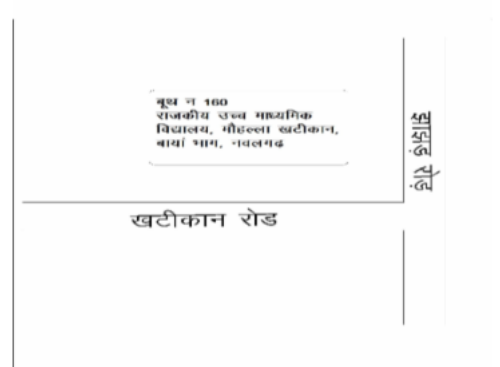 बूथ न 160
राजकीय उच्च माध्यमिक
विद्यालय, मौहल्ला खटीकान,
बायां भाग, नवलगढ़
झाझड़ रोड़
खटीकान रोड